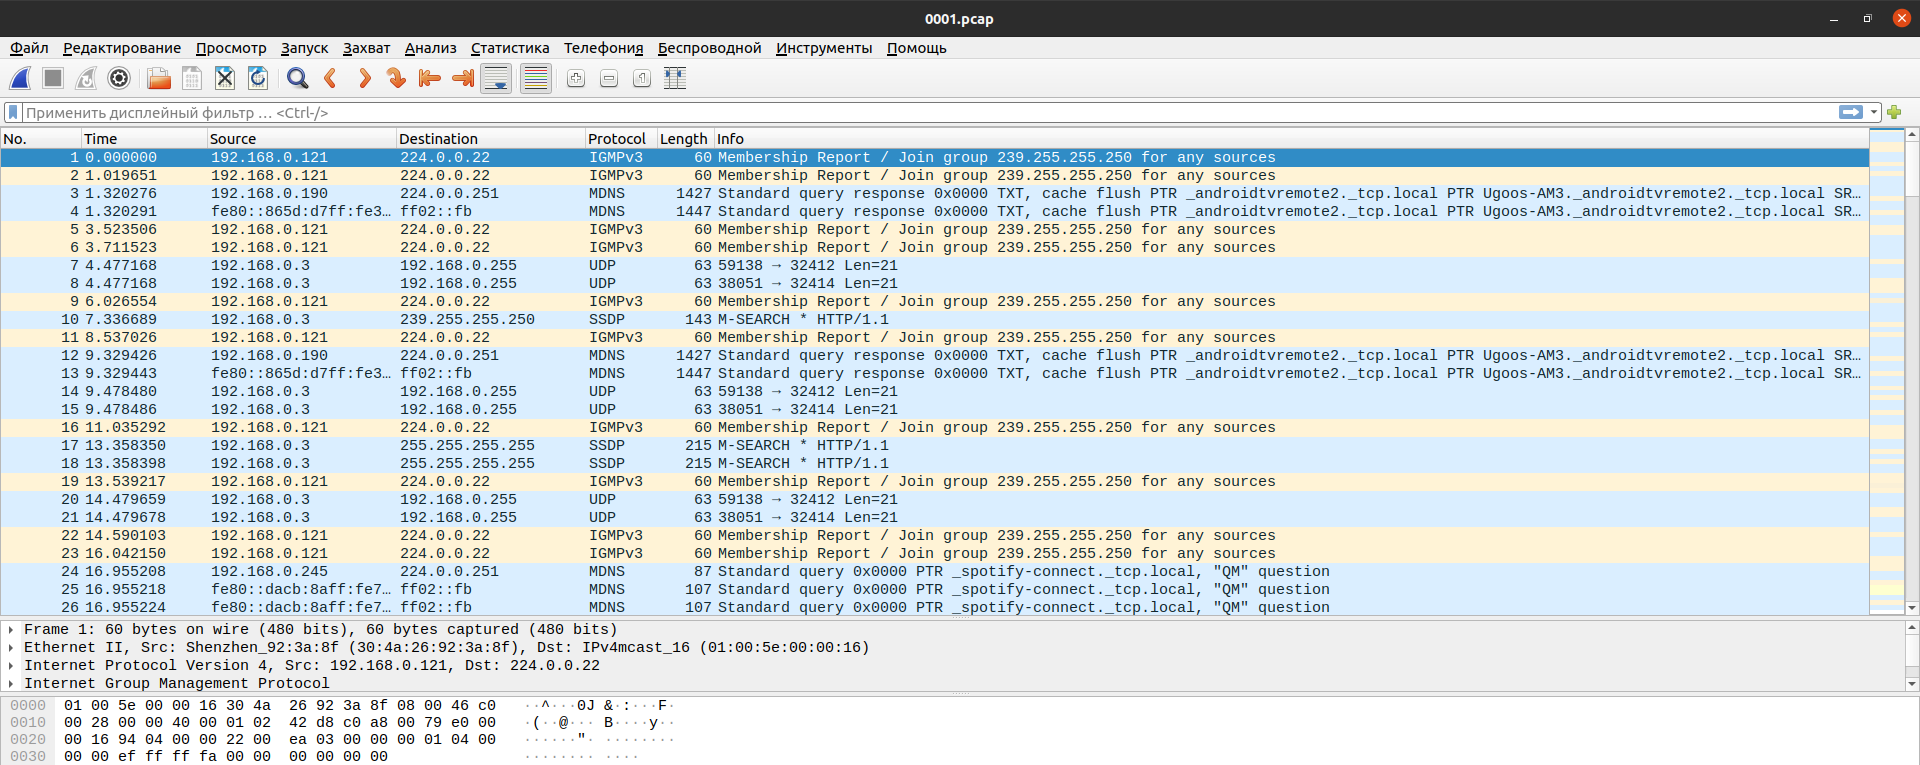 0001.pcap
Файл Редактирование Просмотр Запуск Захват Анализ Статистика Телефония Беспроводной Инструменты Помощь
Применить дисплейный фильтр … <Ctrl-/>
No. Time Source Destination Protocol Length Info
1 0.000000 192.168.0.121 224.0.0.22 IGMPv3 60 Membership Report / Join group 239.255.255.250 for any sources
2 1.019651 192.168.0.121 224.0.0.22 IGMPv3 60 Membership Report / Join group 239.255.255.250 for any sources
3 1.320276 192.168.0.190 224.0.0.251 MDNS 1427 Standard query response 0x0000 TXT, cache flush PTR _androidtvremote2._tcp.local PTR Ugoos-AM3._androidtvremote2._tcp.local SR…
4 1.320291 fe80::865d:d7ff:fe3… ff02::fb MDNS 1447 Standard query response 0x0000 TXT, cache flush PTR _androidtvremote2._tcp.local PTR Ugoos-AM3._androidtvremote2._tcp.local SR…
5 3.523506 192.168.0.121 224.0.0.22 IGMPv3 60 Membership Report / Join group 239.255.255.250 for any sources
6 3.711523 192.168.0.121 224.0.0.22 IGMPv3 60 Membership Report / Join group 239.255.255.250 for any sources
7 4.477168 192.168.0.3 192.168.0.255 UDP 63 59138 → 32412 Len=21
8 4.477168 192.168.0.3 192.168.0.255 UDP 63 38051 → 32414 Len=21
9 6.026554 192.168.0.121 224.0.0.22 IGMPv3 60 Membership Report / Join group 239.255.255.250 for any sources
10 7.336689 192.168.0.3 239.255.255.250 SSDP 143 M-SEARCH * HTTP/1.1
11 8.537026 192.168.0.121 224.0.0.22 IGMPv3 60 Membership Report / Join group 239.255.255.250 for any sources
12 9.329426 192.168.0.190 224.0.0.251 MDNS 1427 Standard query response 0x0000 TXT, cache flush PTR _androidtvremote2._tcp.local PTR Ugoos-AM3._androidtvremote2._tcp.local SR…
13 9.329443 fe80::865d:d7ff:fe3… ff02::fb MDNS 1447 Standard query response 0x0000 TXT, cache flush PTR _androidtvremote2._tcp.local PTR Ugoos-AM3._androidtvremote2._tcp.local SR…
14 9.478480 192.168.0.3 192.168.0.255 UDP 63 59138 → 32412 Len=21
15 9.478486 192.168.0.3 192.168.0.255 UDP 63 38051 → 32414 Len=21
16 11.035292 192.168.0.121 224.0.0.22 IGMPv3 60 Membership Report / Join group 239.255.255.250 for any sources
17 13.358350 192.168.0.3 255.255.255.255 SSDP 215 M-SEARCH * HTTP/1.1
18 13.358398 192.168.0.3 255.255.255.255 SSDP 215 M-SEARCH * HTTP/1.1
19 13.539217 192.168.0.121 224.0.0.22 IGMPv3 60 Membership Report / Join group 239.255.255.250 for any sources
20 14.479659 192.168.0.3 192.168.0.255 UDP 63 59138 → 32412 Len=21
21 14.479678 192.168.0.3 192.168.0.255 UDP 63 38051 → 32414 Len=21
22 14.590103 192.168.0.121 224.0.0.22 IGMPv3 60 Membership Report / Join group 239.255.255.250 for any sources
23 16.042150 192.168.0.121 224.0.0.22 IGMPv3 60 Membership Report / Join group 239.255.255.250 for any sources
24 16.955208 192.168.0.245 224.0.0.251 MDNS 87 Standard query 0x0000 PTR _spotify-connect._tcp.local, "QM" question
25 16.955218 fe80::dacb:8aff:fe7… ff02::fb MDNS 107 Standard query 0x0000 PTR _spotify-connect._tcp.local, "QM" question
26 16.955224 fe80::dacb:8aff:fe7… ff02::fb MDNS 107 Standard query 0x0000 PTR _spotify-connect._tcp.local, "QM" question
Frame 1: 60 bytes on wire (480 bits), 60 bytes captured (480 bits)
Ethernet II, Src: Shenzhen_92:3a:8f (30:4a:26:92:3a:8f), Dst: IPv4mcast_16 (01:00:5e:00:00:16)
Internet Protocol Version 4, Src: 192.168.0.121, Dst: 224.0.0.22
Internet Group Management Protocol
0000 01 00 5e 00 00 16 30 4a 26 92 3a 8f 08 00 46 c0 ··^···0J &·:···F·
0010 00 28 00 00 40 00 01 02 42 d8 c0 a8 00 79 e0 00 ·(··@··· B····y··
0020 00 16 94 04 00 00 22 00 ea 03 00 00 00 01 04 00 ······"· ········
0030 00 00 ef ff ff fa 00 00 00 00 00 00 ········ ····